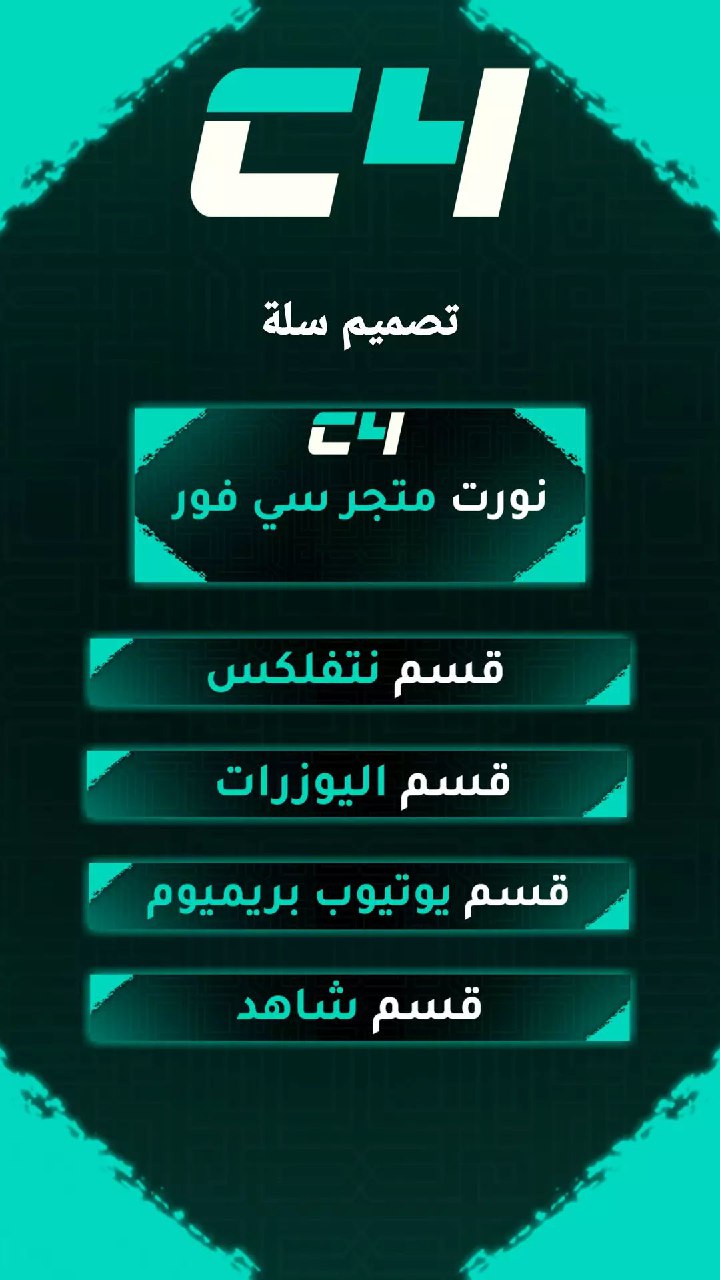 C4
تصميم سلة
C4
نورت متجر سي فور
قسم نتفلكس
قسم اليوزرات
قسم يوتيوب بريميوم
قسم شاهد